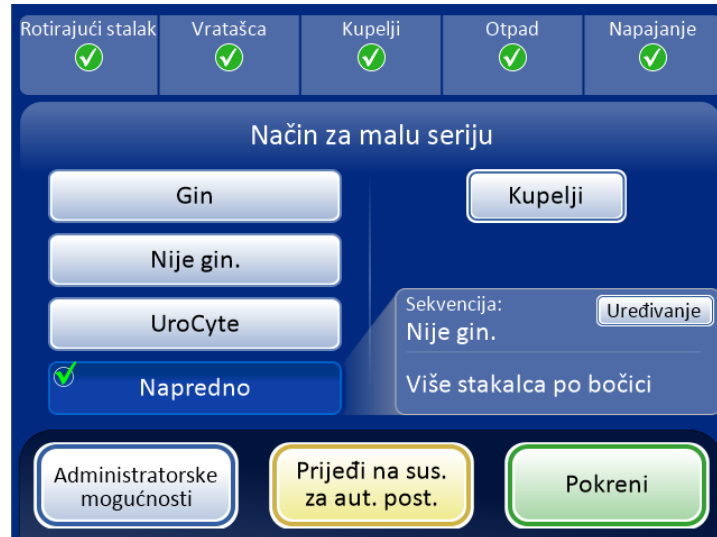 Rotirajući stalak
Vratašca
Kupelji
Otpad
Napajanje
Način za malu seriju
Gin
Nije gin.
UroCyte
Napredno
Kupelji
Sekvencija:
Uređivanje
Nije gin.
Više stakalca po bočici
Administratorske
mogućnosti
Prijeđi na sus.
za aut. post.
Pokreni